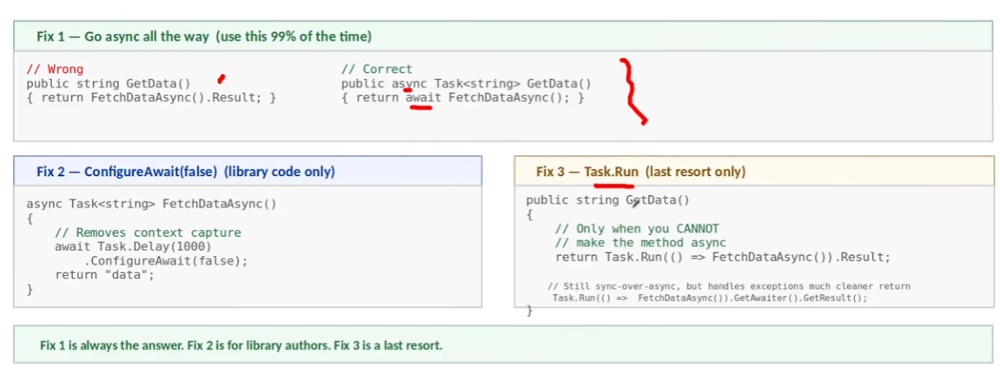 Fix 1 — Go async all the way (use this 99% of the time)
// Wrong
public string GetData()
{ return FetchDataAsync().Result; }
// Correct
public async Task<string> GetData()
{ return await FetchDataAsync(); }
Fix 2 — ConfigureAwait(false) (library code only)
async Task<string> FetchDataAsync()
{
// Removes context capture
await Task.Delay(1000)
.ConfigureAwait(false);
return "data";
}
Fix 3 — Task.Run (last resort only)
public string GetData()
{
// Only when you CANNOT
// make the method async
return Task.Run(() => FetchDataAsync()).Result;
// Still sync-over-async, but handles exceptions much cleaner return
Task.Run(() => FetchDataAsync()).GetAwaiter().GetResult();
}
Fix 1 is always the answer. Fix 2 is for library authors. Fix 3 is a last resort.